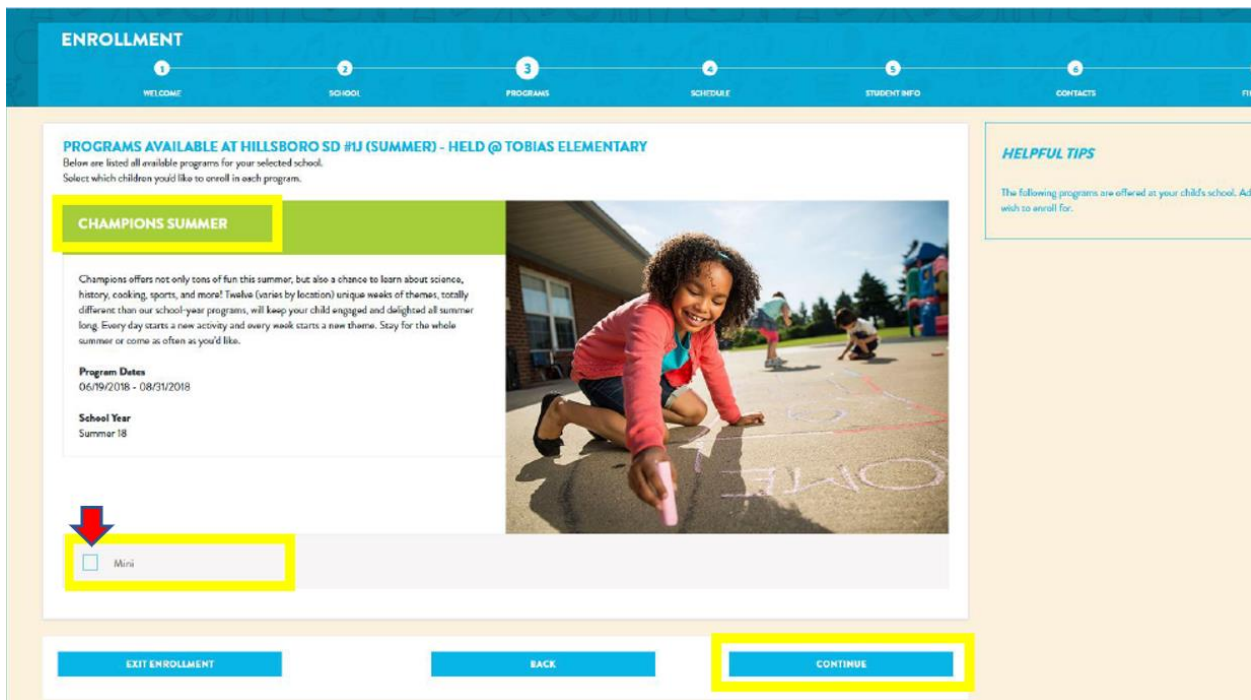 ENROLLMENT
1 2 3 4 5 6
WELCOME SCHOOL PROGRAMS SCHEDULE STUDENT INFO CONTACTS
PROGRAMS AVAILABLE AT HILLSBORO SD #1J (SUMMER) - HELD @ TOBIAS ELEMENTARY
Below are listed all available programs for your selected school.
Select which children you'd like to enroll in each program.
CHAMPIONS SUMMER
Champions offers not only tons of fun this summer, but also a chance to learn about science,
history, cooking, sports, and more! Twelve (varies by location) unique weeks of themes, totally
different than our school-year programs, will keep your child engaged and delighted all summer
long. Every day starts a new activity and every week starts a new theme. Stay for the whole
summer or come as often as you'd like.
Program Dates
06/19/2018 - 08/31/2018
School Year
Summer 18
Mini
EXIT ENROLLMENT
BACK
CONTINUE
HELPFUL TIPS
The following programs are offered at your child's school. Ad
wish to enroll for.